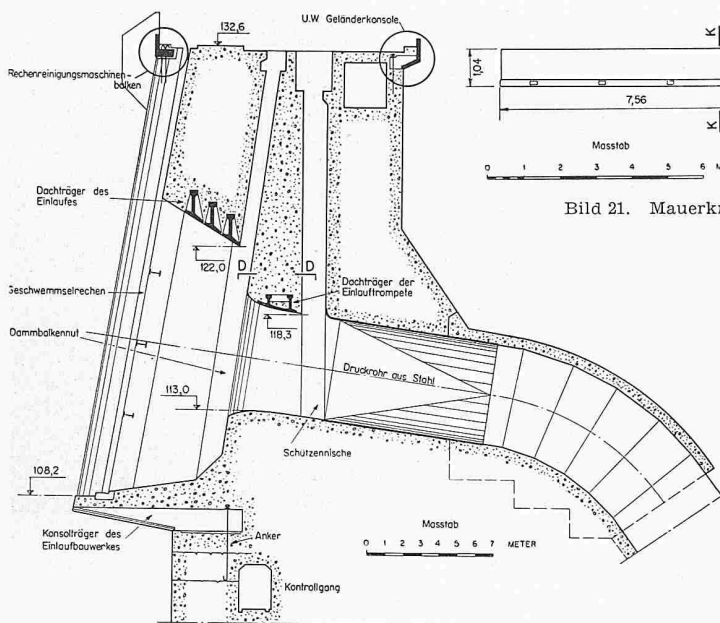 132,6
U.W Geländerkonsole
Rechenreinigungsmaschinen-
balken
K
1,04
7,56
K
Masstab
0 1 2 3 4 5 6 M
Bild 21. Mauerkr
Dachträger des
Einlaufes
122,0
D D
Dachträger der
Einlauftrompete
118,3
Geschwemmselrechen
Dammbalkennut
Druckrohr aus Stahl
113,0
Schützennische
108,2
Konsolträger des
Einlaufbauwerkes
Anker
Masstab
0 1 2 3 4 5 6 7 METER
Kontrollgang